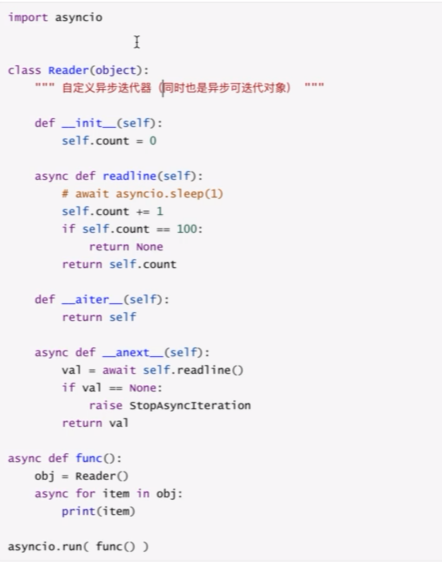 import asyncio
class Reader(object):
    """ 自定义异步迭代器（同时也是异步可迭代对象） """
    def __init__(self):
        self.count = 0
    async def readline(self):
        # await asyncio.sleep(1)
        self.count += 1
        if self.count == 100:
            return None
        return self.count
    def __aiter__(self):
        return self
    async def __anext__(self):
        val = await self.readline()
        if val == None:
            raise StopAsyncIteration
        return val
async def func():
    obj = Reader()
    async for item in obj:
        print(item)
asyncio.run( func() )